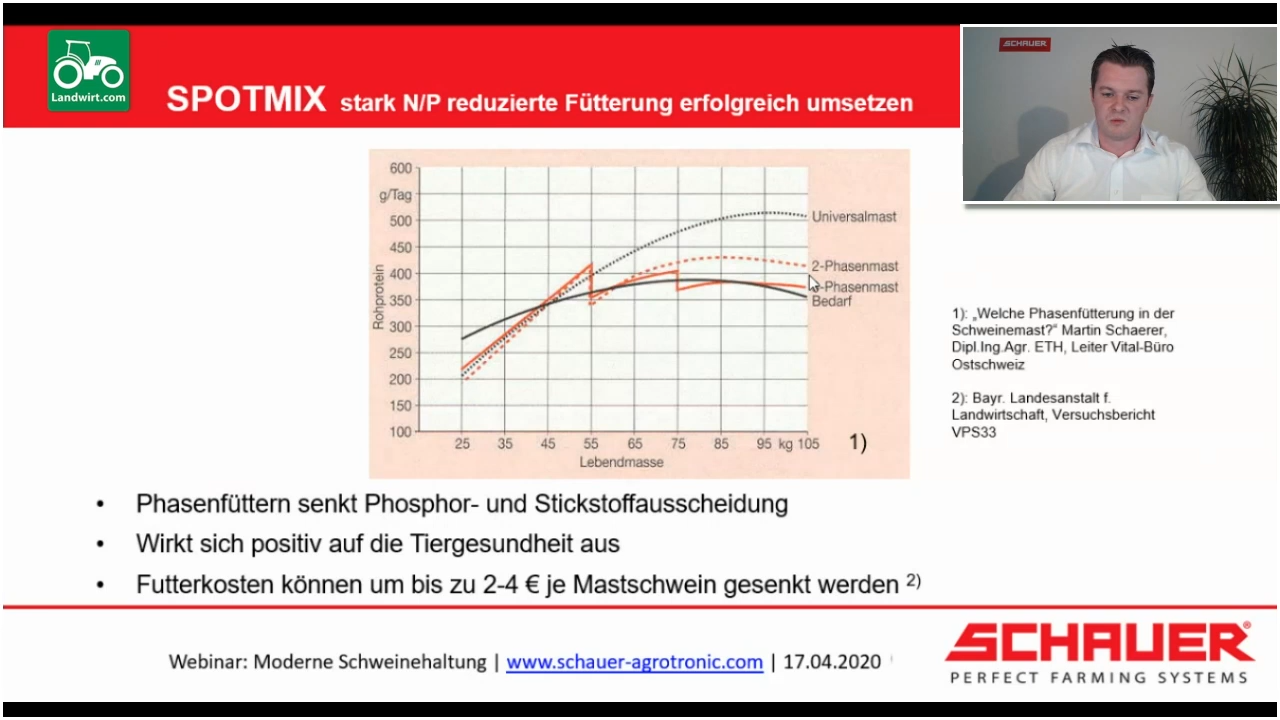 Landwirt.com
SPOTMIX stark N/P reduzierte Fütterung erfolgreich umsetzen
SCHAUER
600
g/Tag
500
450
400
350
300
250
200
150
100
Rohprotein
25 35 45 55 65 75 85 95 kg 105
Lebendmasse
Universalmast
2-Phasenmast
-Phasenmast
Bedarf
1)
1): „Welche Phasenfütterung in der
Schweinemast?“ Martin Schaerer,
Dipl.Ing.Agr. ETH, Leiter Vital-Büro
Ostschweiz
2): Bayr. Landesanstalt f.
Landwirtschaft, Versuchsbericht
VPS33
• Phasenfüttern senkt Phosphor- und Stickstoffausscheidung
• Wirkt sich positiv auf die Tiergesundheit aus
• Futterkosten können um bis zu 2-4 € je Mastschwein gesenkt werden 2)
Webinar: Moderne Schweinehaltung | www.schauer-agrotronic.com | 17.04.2020
SCHAUER®
PERFECT FARMING SYSTEMS